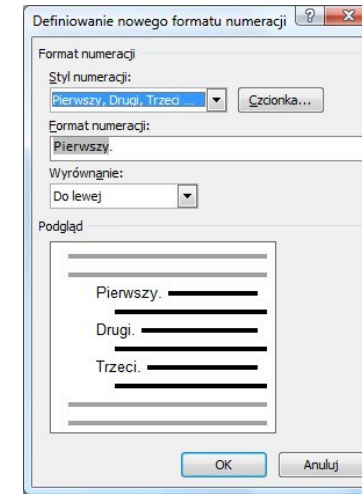 Definiowanie nowego formatu numeracji
Format numeracji
Styl numeracji:
Pierwszy, Drugi, Trzeci ...
Czcionka...
Format numeracji:
Pierwszy.
Wyrównanie:
Do lewej
Podgląd
Pierwszy.
Drugi.
Trzeci.
OK
Anuluj